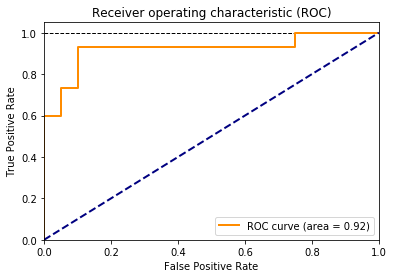 Receiver operating characteristic (ROC)
True Positive Rate
1.0
0.8
0.6
0.4
0.2
0.0
ROC curve (area = 0.92)
0.0 0.2 0.4 0.6 0.8 1.0
False Positive Rate